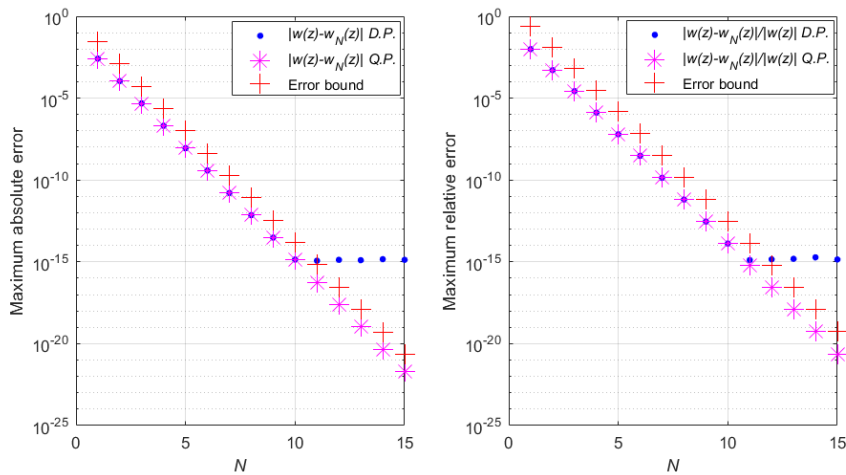 |w(z)-w_N(z)| D.P.
|w(z)-w_N(z)| Q.P.
Error bound
Maximum absolute error
10^0
10^-5
10^-10
10^-15
10^-20
10^-25
0 5 10 15
N
|w(z)-w_N(z)|/|w(z)| D.P.
|w(z)-w_N(z)|/|w(z)| Q.P.
Error bound
Maximum relative error
10^0
10^-5
10^-10
10^-15
10^-20
10^-25
0 5 10 15
N